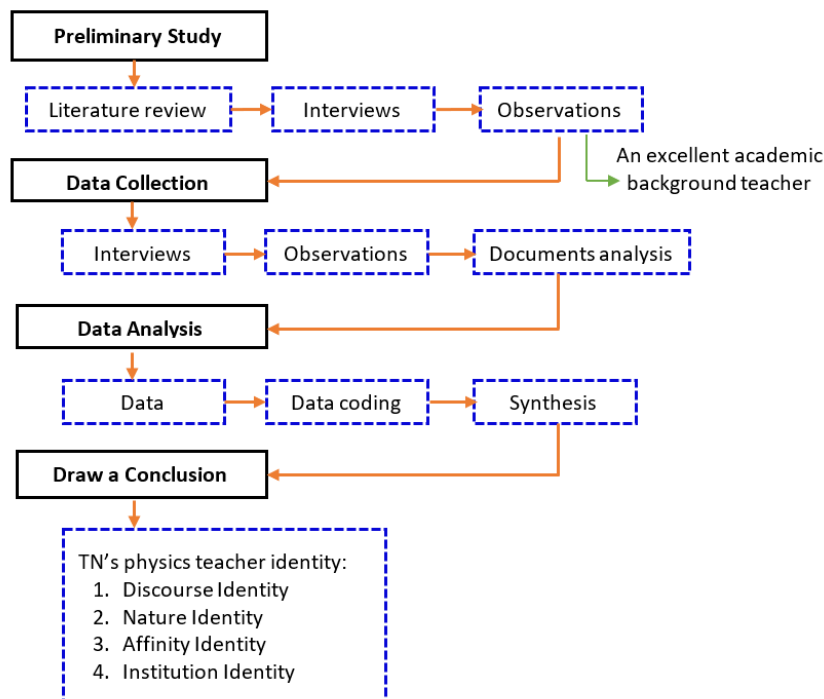 Preliminary Study
Literature review
Interviews
Observations
An excellent academic
background teacher
Data Collection
Interviews
Observations
Documents analysis
Data Analysis
Data
Data coding
Synthesis
Draw a Conclusion
TN's physics teacher identity:
1. Discourse Identity
2. Nature Identity
3. Affinity Identity
4. Institution Identity